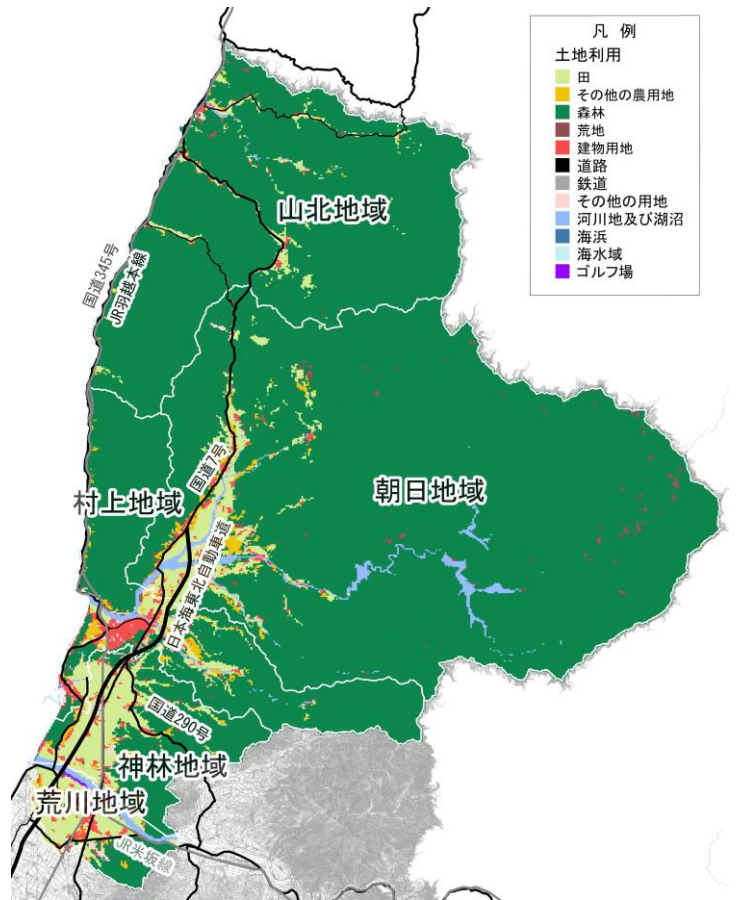 凡 例
土地利用
田
その他の農用地
森林
荒地
建物用地
道路
鉄道
その他の用地
河川地及び湖沼
海浜
海水域
ゴルフ場
山北地域
国道345号
JR羽越本線
国道7号
村上地域
朝日地域
日本海東北自動車道
国道290号
神林地域
荒川地域
JR米坂線